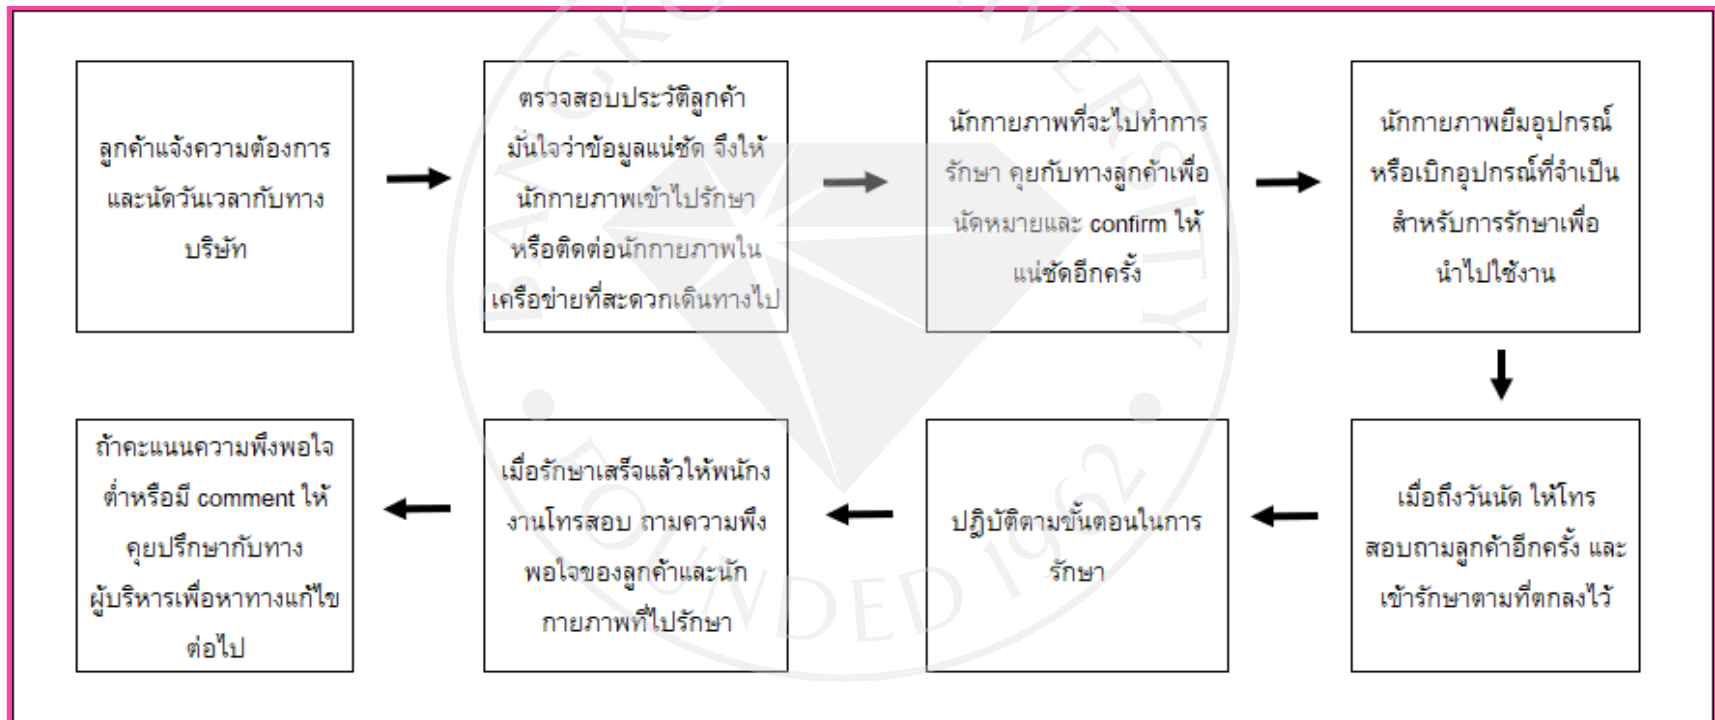 ลูกค้าแจ้งความต้องการ
และนัดวันเวลากับทาง
บริษัท
ตรวจสอบประวัติลูกค้า
มั่นใจว่าข้อมูลแน่ชัด จึงให้
นักกายภาพเข้าไปรักษา
หรือติดต่อนักกายภาพใน
เครือข่ายที่สะดวกเดินทางไป
นักกายภาพที่จะไปทำการ
รักษา คุยกับทางลูกค้าเพื่อ
นัดหมายและ confirm ให้
แน่ชัดอีกครั้ง
นักกายภาพยืมอุปกรณ์
หรือเบิกอุปกรณ์ที่จำเป็น
สำหรับการรักษาเพื่อ
นำไปใช้งาน
เมื่อถึงวันนัด ให้โทร
สอบถามลูกค้าอีกครั้ง และ
เข้ารักษาตามที่ตกลงไว้
ปฏิบัติตามขั้นตอนในการ
รักษา
เมื่อรักษาเสร็จแล้วให้พนักง
งานโทรสอบ ถามความพึง
พอใจของลูกค้าและนัก
กายภาพที่ไปรักษา
ถ้าคะแนนความพึงพอใจ
ต่ำหรือมี comment ให้
คุยปรึกษากับทาง
ผู้บริหารเพื่อหาทางแก้ไข
ต่อไป
BANGKOK UNIVERSITY
FOUNDED 1962